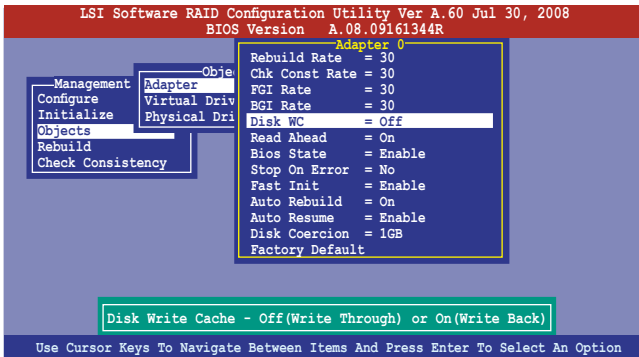 LSI Software RAID Configuration Utility Ver A.60 Jul 30, 2008
BIOS Version A.08.09161344R
Management
Configure
Initialize
Objects
Rebuild
Check Consistency
Obje
Adapter
Virtual Driv
Physical Dri
Adapter 0
Rebuild Rate = 30
Chk Const Rate = 30
FGI Rate = 30
BGI Rate = 30
Disk WC = Off
Read Ahead = On
Bios State = Enable
Stop On Error = No
Fast Init = Enable
Auto Rebuild = On
Auto Resume = Enable
Disk Coercion = 1GB
Factory Default
Disk Write Cache - Off(Write Through) or On(Write Back)
Use Cursor Keys To Navigate Between Items And Press Enter To Select An Option